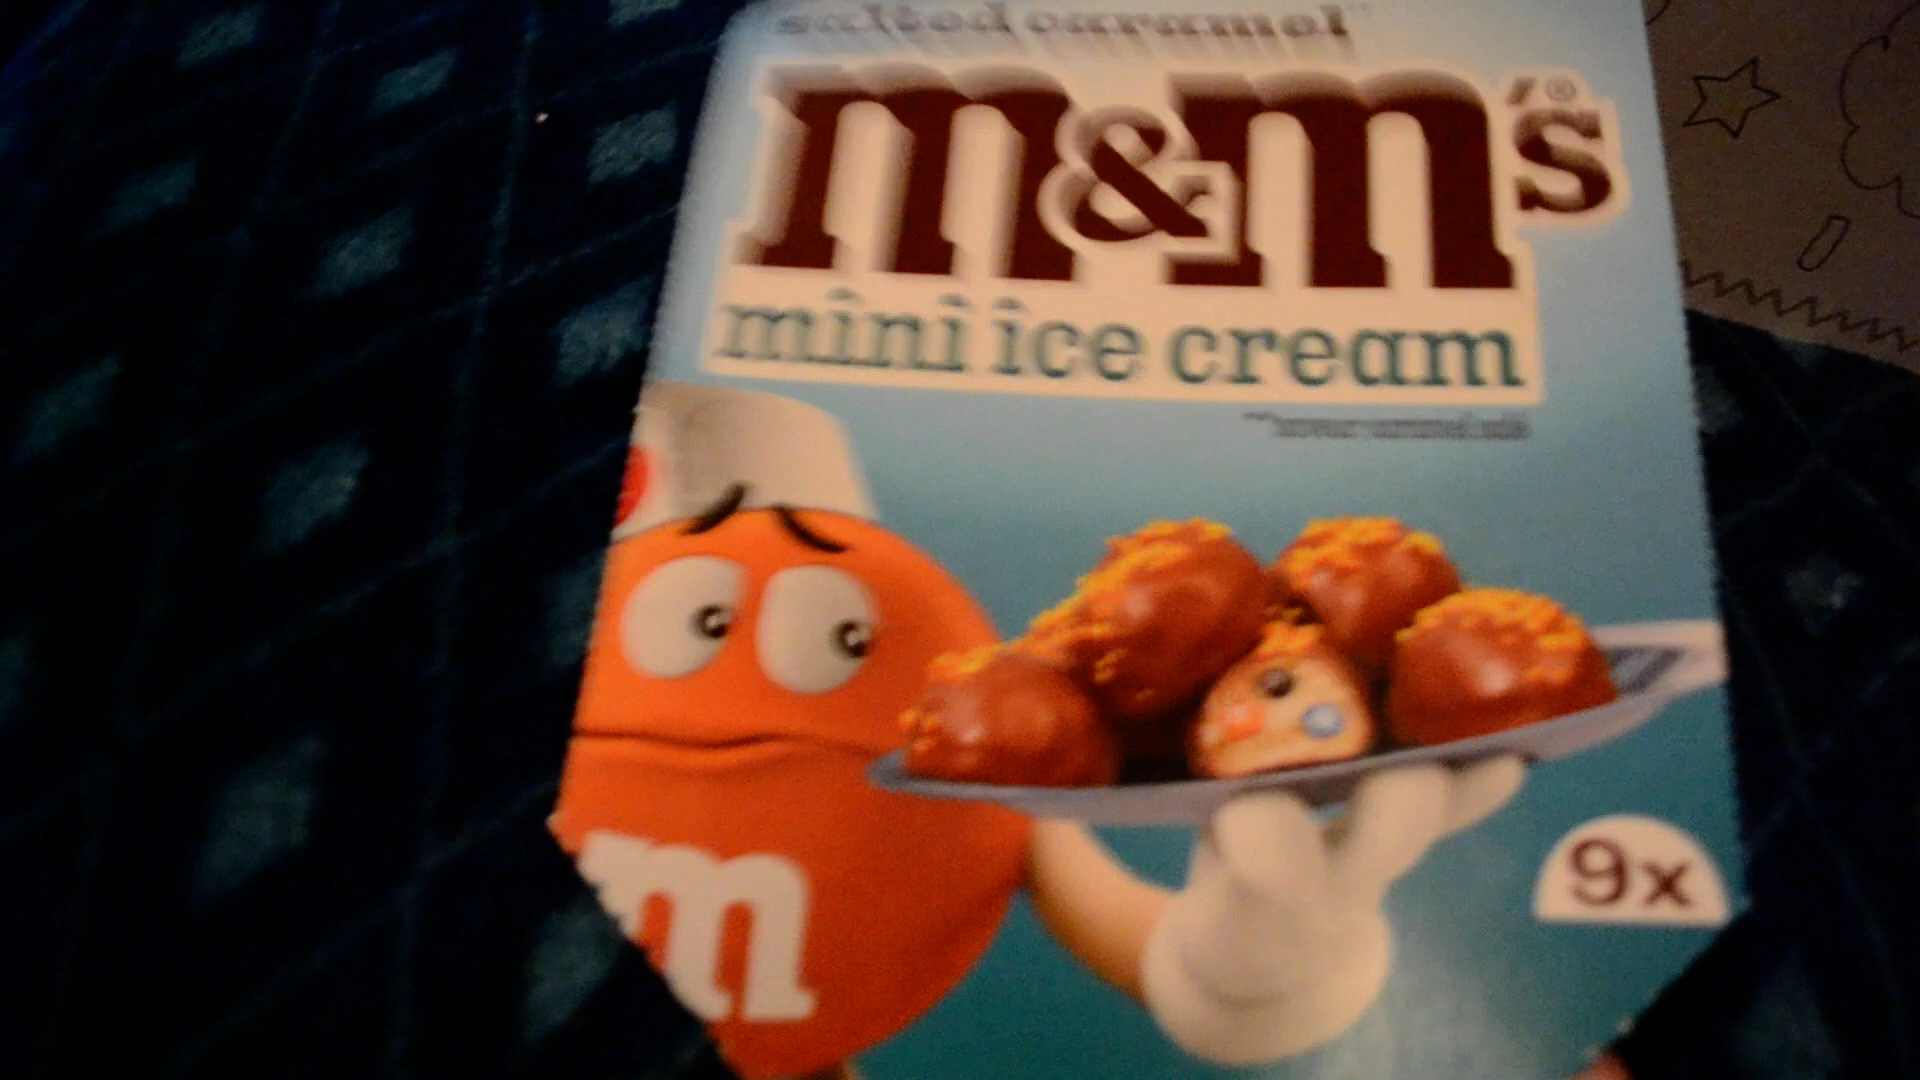 salted caramel
m&m's®
mini ice cream
m
9x